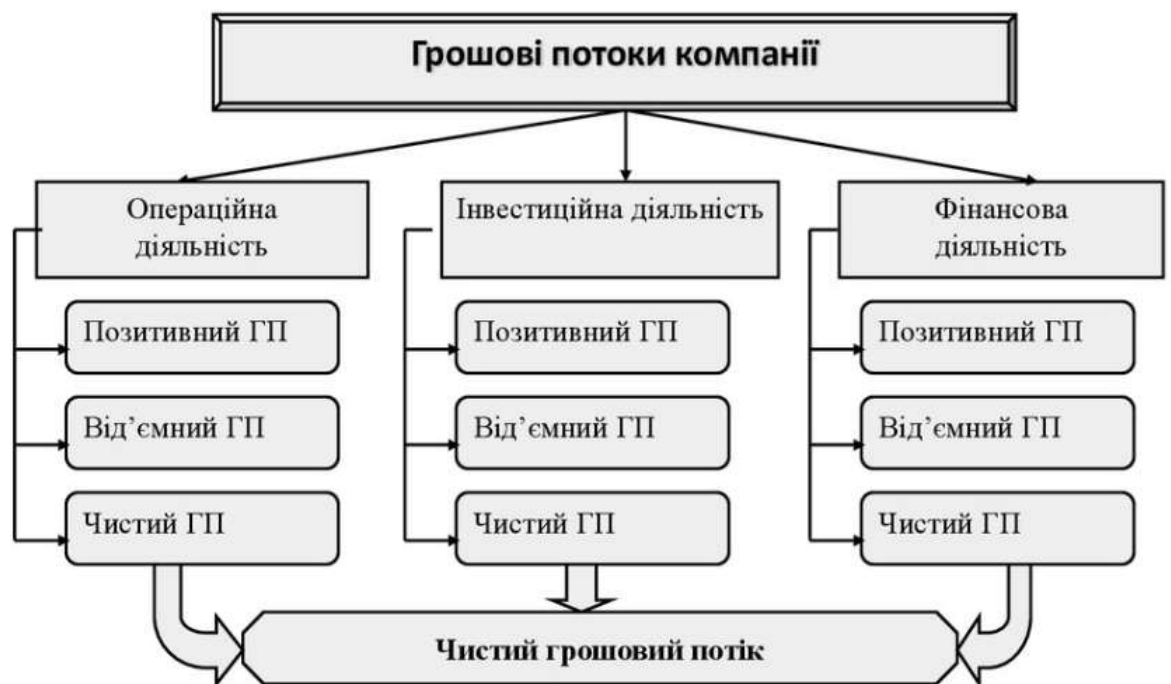 Грошові потоки компанії
Операційна
діяльність
Позитивний ГП
Від’ємний ГП
Чистий ГП
Інвестиційна діяльність
Позитивний ГП
Від’ємний ГП
Чистий ГП
Фінансова
діяльність
Позитивний ГП
Від’ємний ГП
Чистий ГП
Чистий грошовий потік